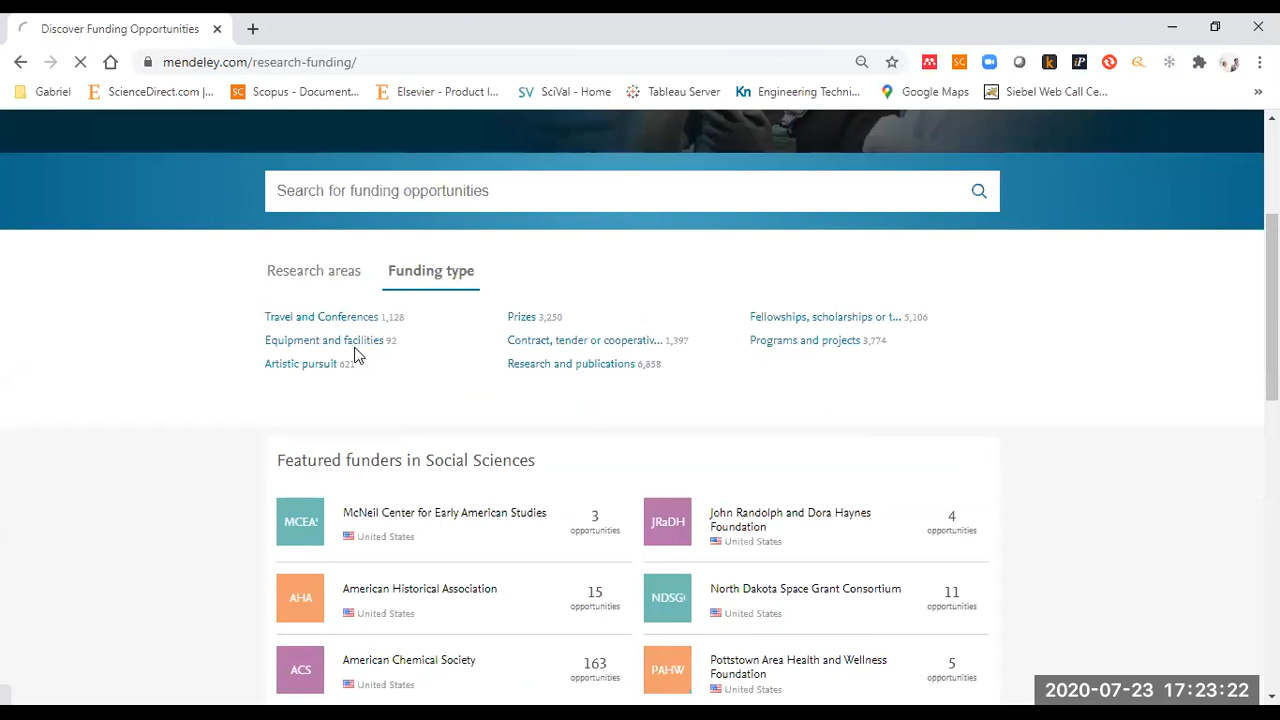 Discover Funding Opportunities
mendeley.com/research-funding/
Gabriel
ScienceDirect.com |...
Scopus - Documen...
Elsevier - Product I...
SciVal - Home
Tableau Server
Kn Engineering Techni...
Google Maps
Siebel Web Call Ce...
»
Search for funding opportunities
Research areas Funding type
Travel and Conferences 1,128 Prizes 3,250 Fellowships, scholarships or t... 5,106
Equipment and facilities 92 Contract, tender or cooperativ... 1,397 Programs and projects 3,774
Artistic pursuit 621 Research and publications 6,858
Featured funders in Social Sciences
McNeil Center for Early American Studies
United States
3
opportunities
JRaDH
John Randolph and Dora Haynes
Foundation
United States
4
opportunities
AHA
American Historical Association
United States
15
opportunities
North Dakota Space Grant Consortium
United States
11
opportunities
ACS
American Chemical Society
United States
163
opportunities
PAHW
Pottstown Area Health and Wellness
Foundation
United States
5
opportunities
2020-07-23 17:23:22